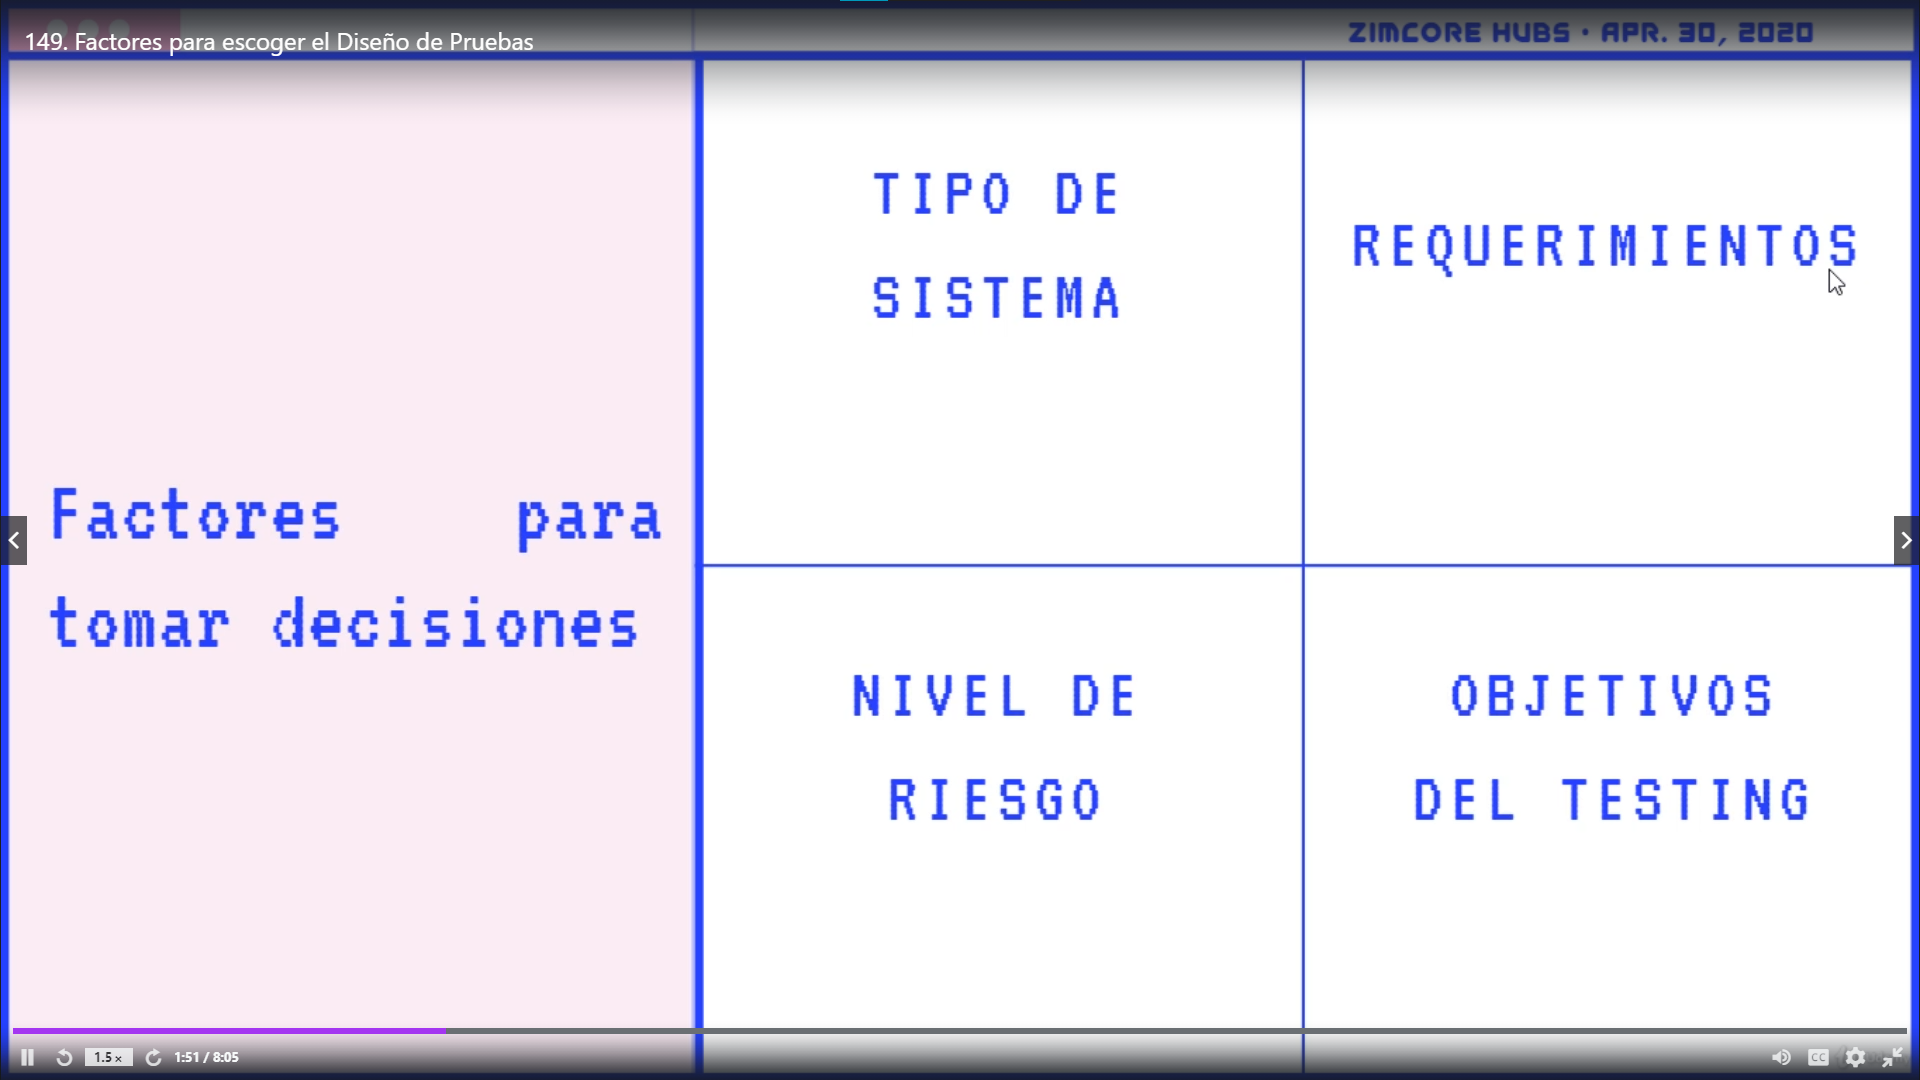 149. Factores para escoger el Diseño de Pruebas
ZIMCORE HUBS · APR. 30, 2020
Factores para
tomar decisiones
TIPO DE
SISTEMA
REQUERIMIENTOS
NIVEL DE
RIESGO
OBJETIVOS
DEL TESTING
1.5×
1:51 / 8:05
CC